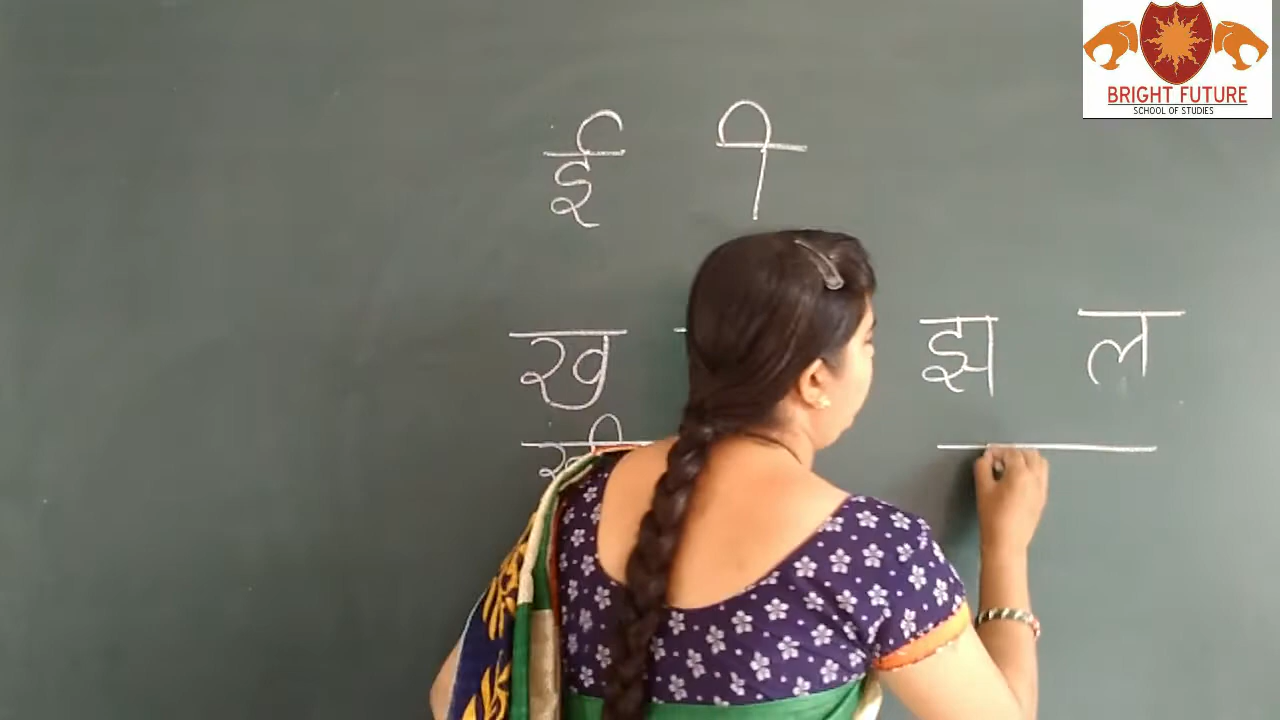 BRIGHT FUTURE
SCHOOL OF STUDIES
ई ी
ख झ ल